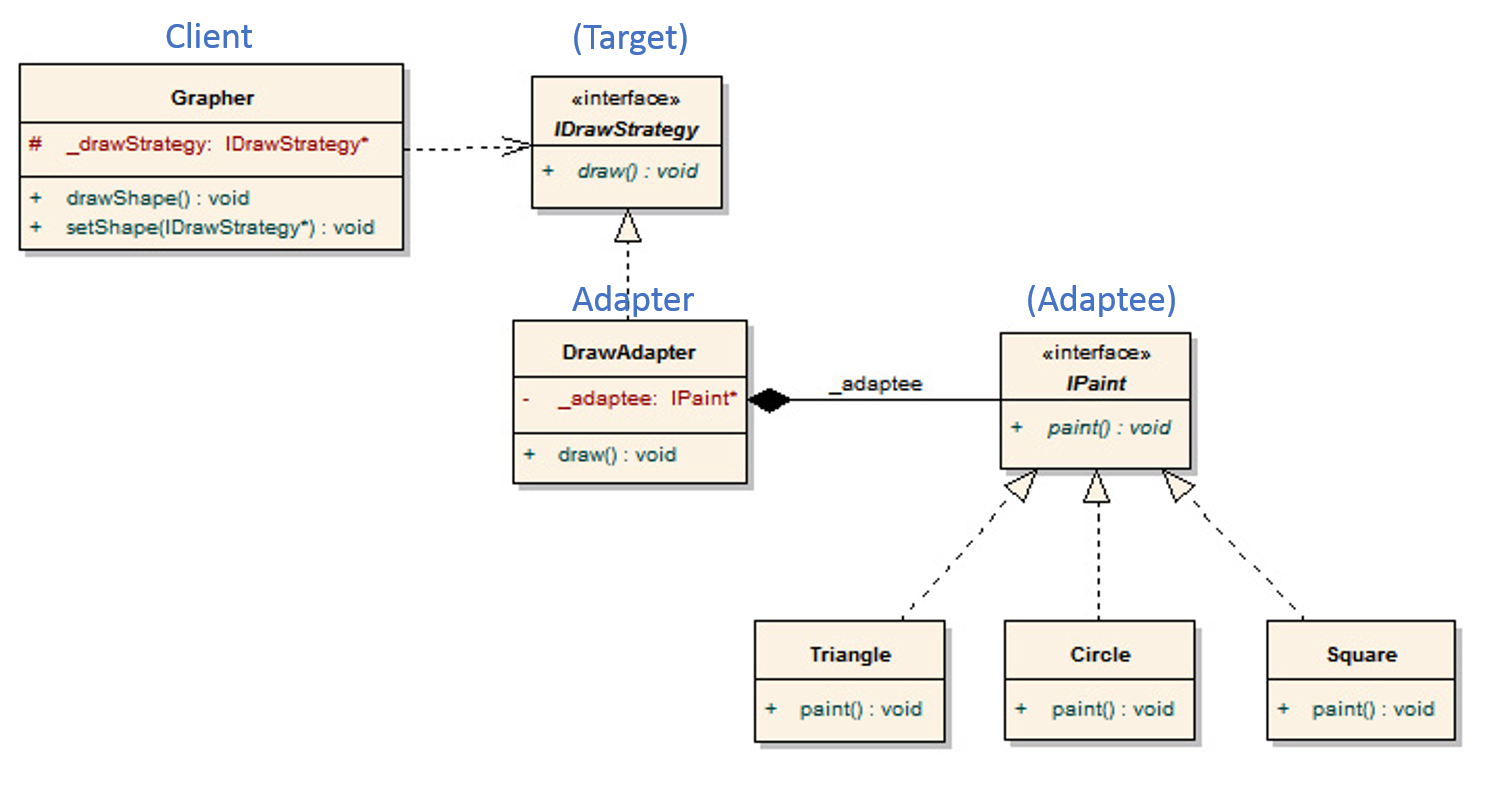 Client
(Target)
Grapher
# _drawStrategy: IDrawStrategy*
+ drawShape() : void
+ setShape(IDrawStrategy*) : void
«interface»
IDrawStrategy
+ draw() : void
Adapter
(Adaptee)
DrawAdapter
- _adaptee: IPaint*
+ draw() : void
_adaptee
«interface»
IPaint
+ paint() : void
Triangle
+ paint() : void
Circle
+ paint() : void
Square
+ paint() : void